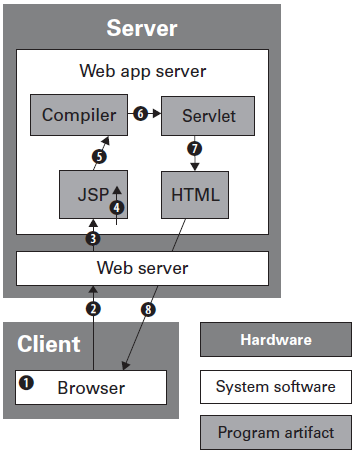 Server
Web app server
Compiler
6
Servlet
5
7
JSP
4
HTML
3
Web server
2
8
Client
1
Browser
Hardware
System software
Program artifact